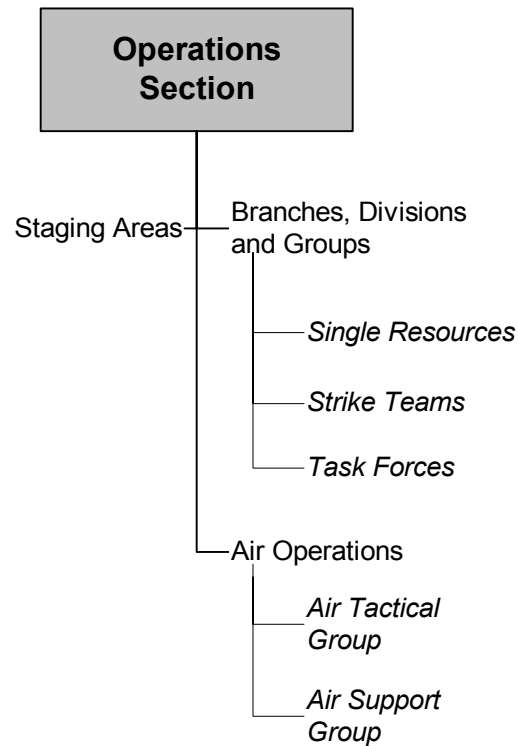 Operations
Section
Staging Areas
Branches, Divisions
and Groups
Single Resources
Strike Teams
Task Forces
Air Operations
Air Tactical
Group
Air Support
Group